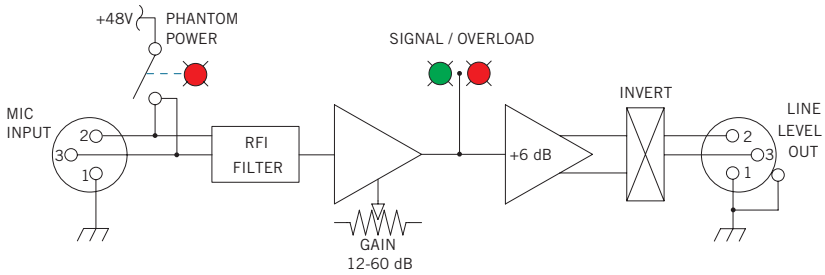 +48V
PHANTOM
POWER
SIGNAL / OVERLOAD
MIC
INPUT
2
3
1
RFI
FILTER
GAIN
12-60 dB
+6 dB
INVERT
LINE
LEVEL
OUT
2
3
1